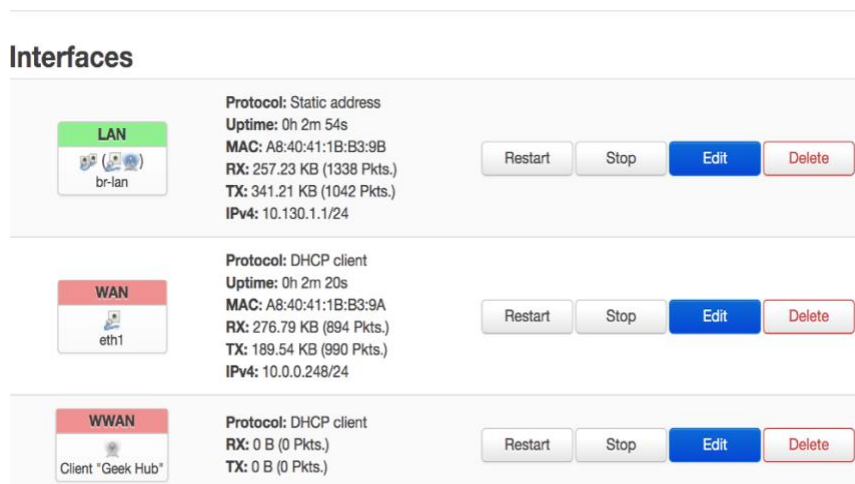 Interfaces
LAN
br-lan
Protocol: Static address
Uptime: 0h 2m 54s
MAC: A8:40:41:1B:B3:9B
RX: 257.23 KB (1338 Pkts.)
TX: 341.21 KB (1042 Pkts.)
IPv4: 10.130.1.1/24
Restart Stop Edit Delete
WAN
eth1
Protocol: DHCP client
Uptime: 0h 2m 20s
MAC: A8:40:41:1B:B3:9A
RX: 276.79 KB (894 Pkts.)
TX: 189.54 KB (990 Pkts.)
IPv4: 10.0.0.248/24
Restart Stop Edit Delete
WWAN
Client "Geek Hub"
Protocol: DHCP client
RX: 0 B (0 Pkts.)
TX: 0 B (0 Pkts.)
Restart Stop Edit Delete